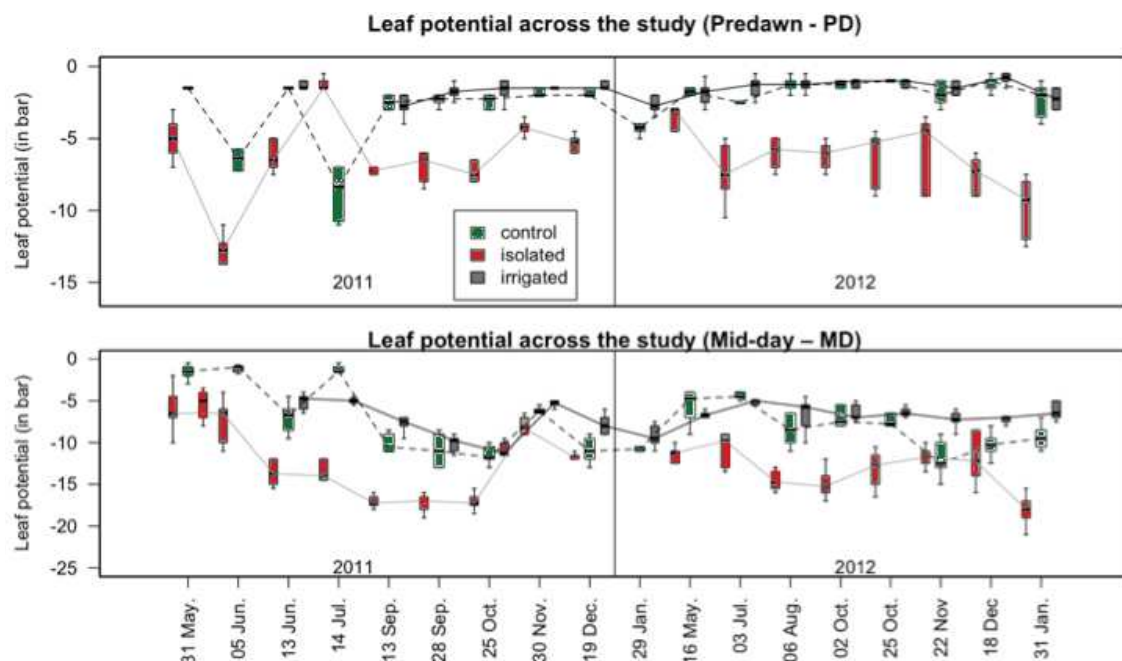 Leaf potential across the study (Predawn - PD)
Leaf potential (in bar)
0
-5
-10
-15
control
isolated
irrigated
2011
2012
Leaf potential across the study (Mid-day – MD)
Leaf potential (in bar)
0
-5
-10
-15
-20
-25
2011
2012
31 May.
05 Jun.
13 Jun.
14 Jul.
13 Sep.
28 Sep.
25 Oct.
30 Nov.
19 Dec.
29 Jan.
16 May.
03 Jul.
06 Aug.
02 Oct.
25 Oct.
22 Nov
18 Dec
31 Jan.